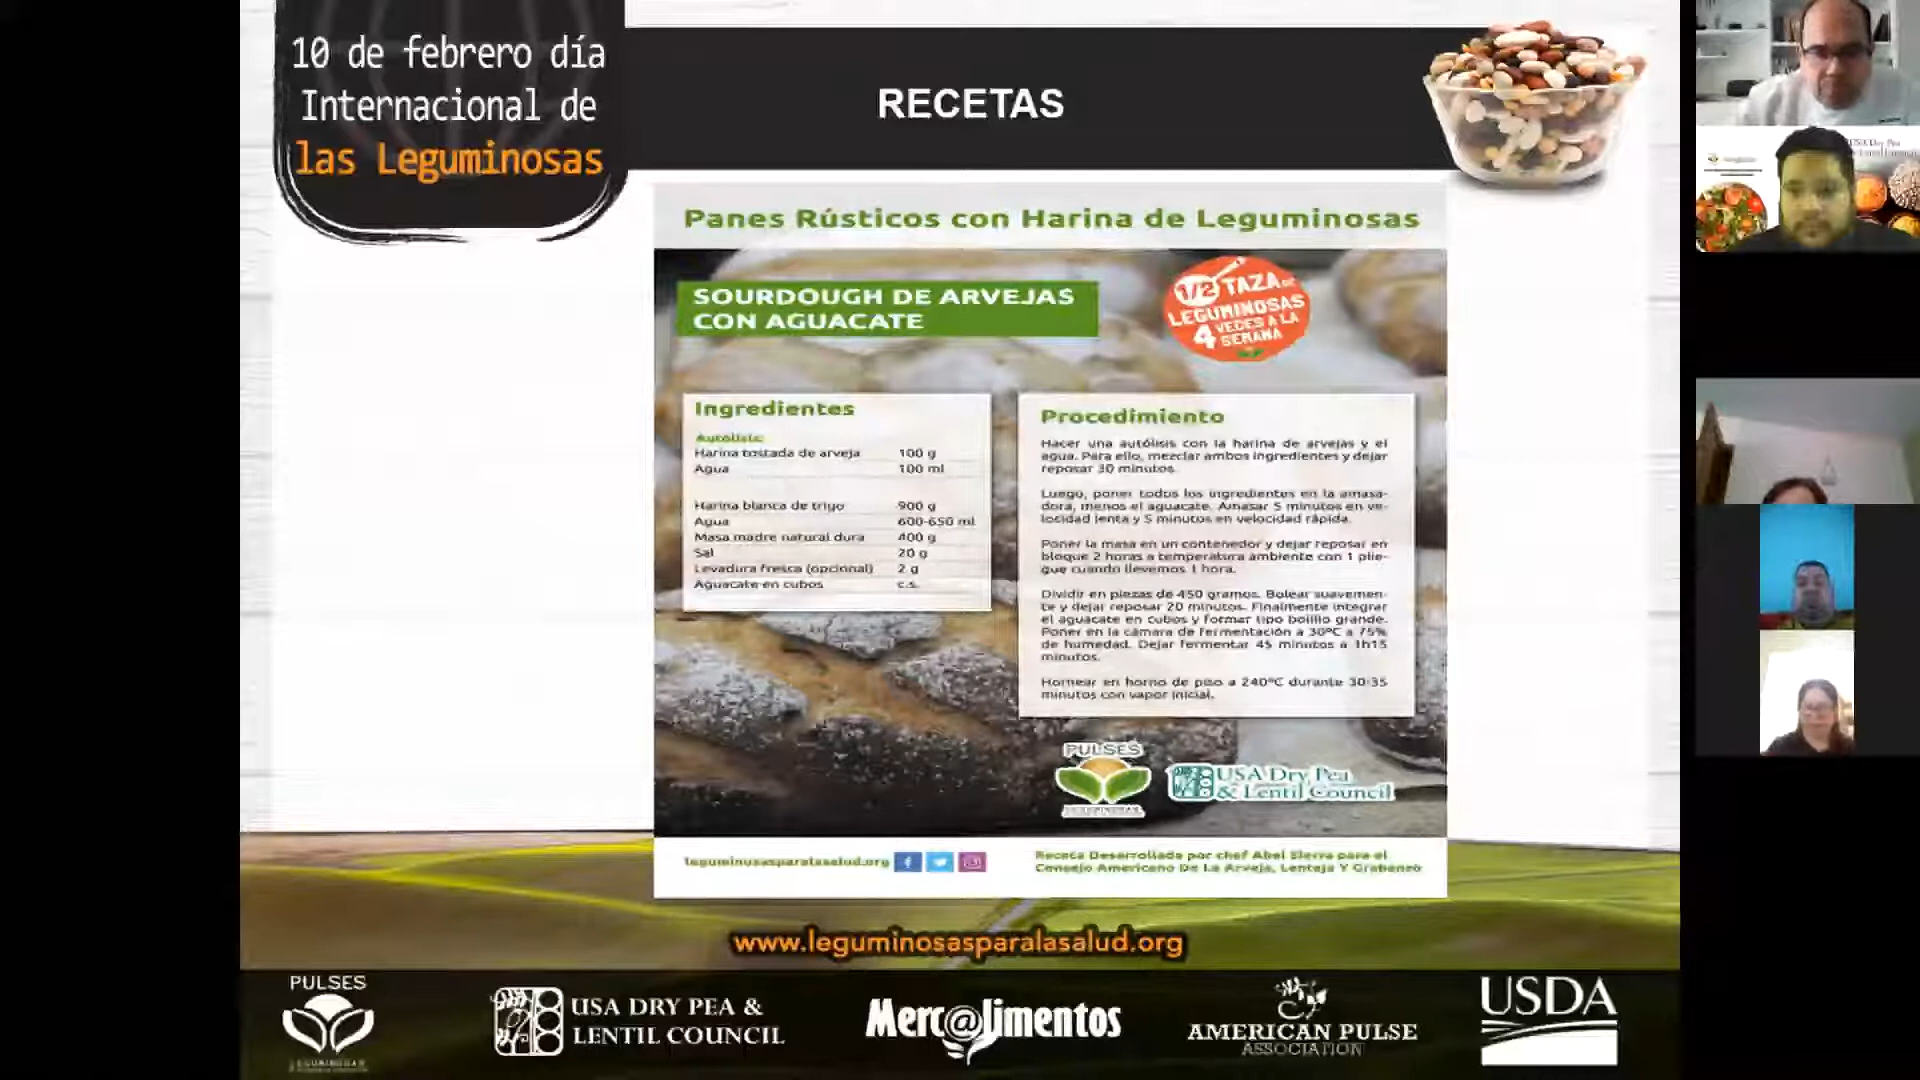 10 de febrero día
Internacional de
las Leguminosas
RECETAS
Panes Rústicos con Harina de Leguminosas
SOURDOUGH DE ARVEJAS
CON AGUACATE
1/2 TAZA DE
LEGUMINOSAS
4 VECES A LA
SEMANA
Ingredientes
Autólisis:
Harina tostada de arveja 100 g
Agua 100 ml
Harina blanca de trigo 900 g
Agua 600-650 ml
Masa madre natural dura 400 g
Sal 20 g
Levadura fresca (opcional) 2 g
Aguacate en cubos c.s.
Procedimiento
Hacer una autólisis con la harina de arvejas y el
agua. Para ello, mezclar ambos ingredientes y dejar
reposar 30 minutos.
Luego, poner todos los ingredientes en la amasa-
dora, menos el aguacate. Amasar 5 minutos en ve-
locidad lenta y 5 minutos en velocidad rápida.
Poner la masa en un contenedor y dejar reposar en
bloque 2 horas a temperatura ambiente con 1 plie-
gue cuando llevemos 1 hora.
Dividir en piezas de 450 gramos. Bolear suavemen-
te y dejar reposar 20 minutos. Finalmente integrar
el aguacate en cubos y formar tipo bolillo grande.
Poner en la cámara de fermentación a 30ºC a 75%
de humedad. Dejar fermentar 45 minutos a 1h15
minutos.
Hornear en horno de piso a 240ºC durante 30-35
minutos con vapor inicial.
PULSES
LEGUMINOSAS
USA Dry Pea
& Lentil Council
leguminosasparalasalud.org
Receta Desarrollada por chef Abel Sierra para el
Consejo Americano De La Arveja, Lenteja Y Garbanzo
www.leguminosasparalasalud.org
PULSES
LEGUMINOSAS
USA DRY PEA &
LENTIL COUNCIL
Merc@limentos
AMERICAN PULSE
ASSOCIATION
USDA
USA Dry Pea